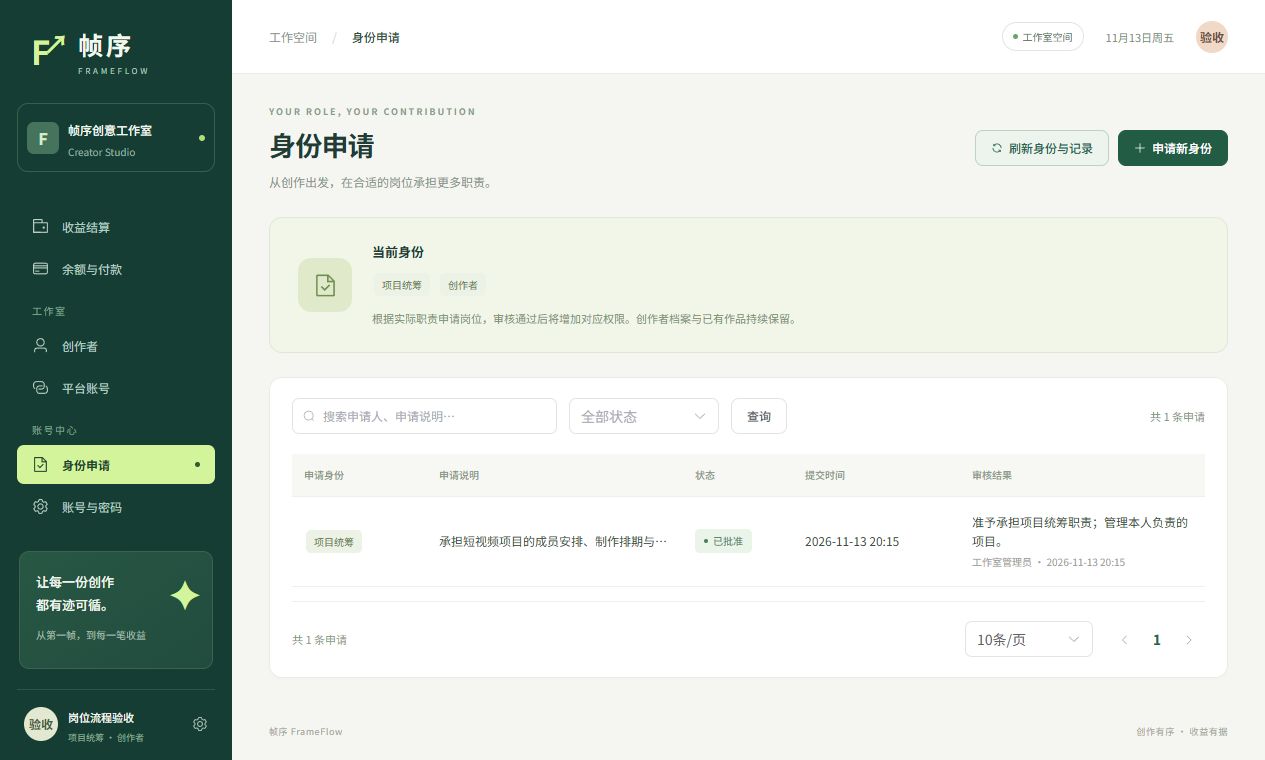 帧序
FRAMEFLOW
F
帧序创意工作室
Creator Studio
收益结算
余额与付款
工作室
创作者
平台账号
账号中心
身份申请
账号与密码
让每一份创作
都有迹可循。
从第一帧，到每一笔收益
验收
岗位流程验收
项目统筹 · 创作者
工作空间 / 身份申请
工作室空间
11月13日周五
验收
YOUR ROLE, YOUR CONTRIBUTION
身份申请
从创作出发，在合适的岗位承担更多职责。
刷新身份与记录
申请新身份
当前身份
项目统筹 创作者
根据实际职责申请岗位，审核通过后将增加对应权限。创作者档案与已有作品持续保留。
搜索申请人、申请说明…
全部状态
查询
共 1 条申请
申请身份 申请说明 状态 提交时间 审核结果
项目统筹 承担短视频项目的成员安排、制作排期与… 已批准 2026-11-13 20:15 准予承担项目统筹职责；管理本人负责的
项目。
工作室管理员 · 2026-11-13 20:15
共 1 条申请
10条/页
1
帧序 FrameFlow
创作有序 · 收益有据